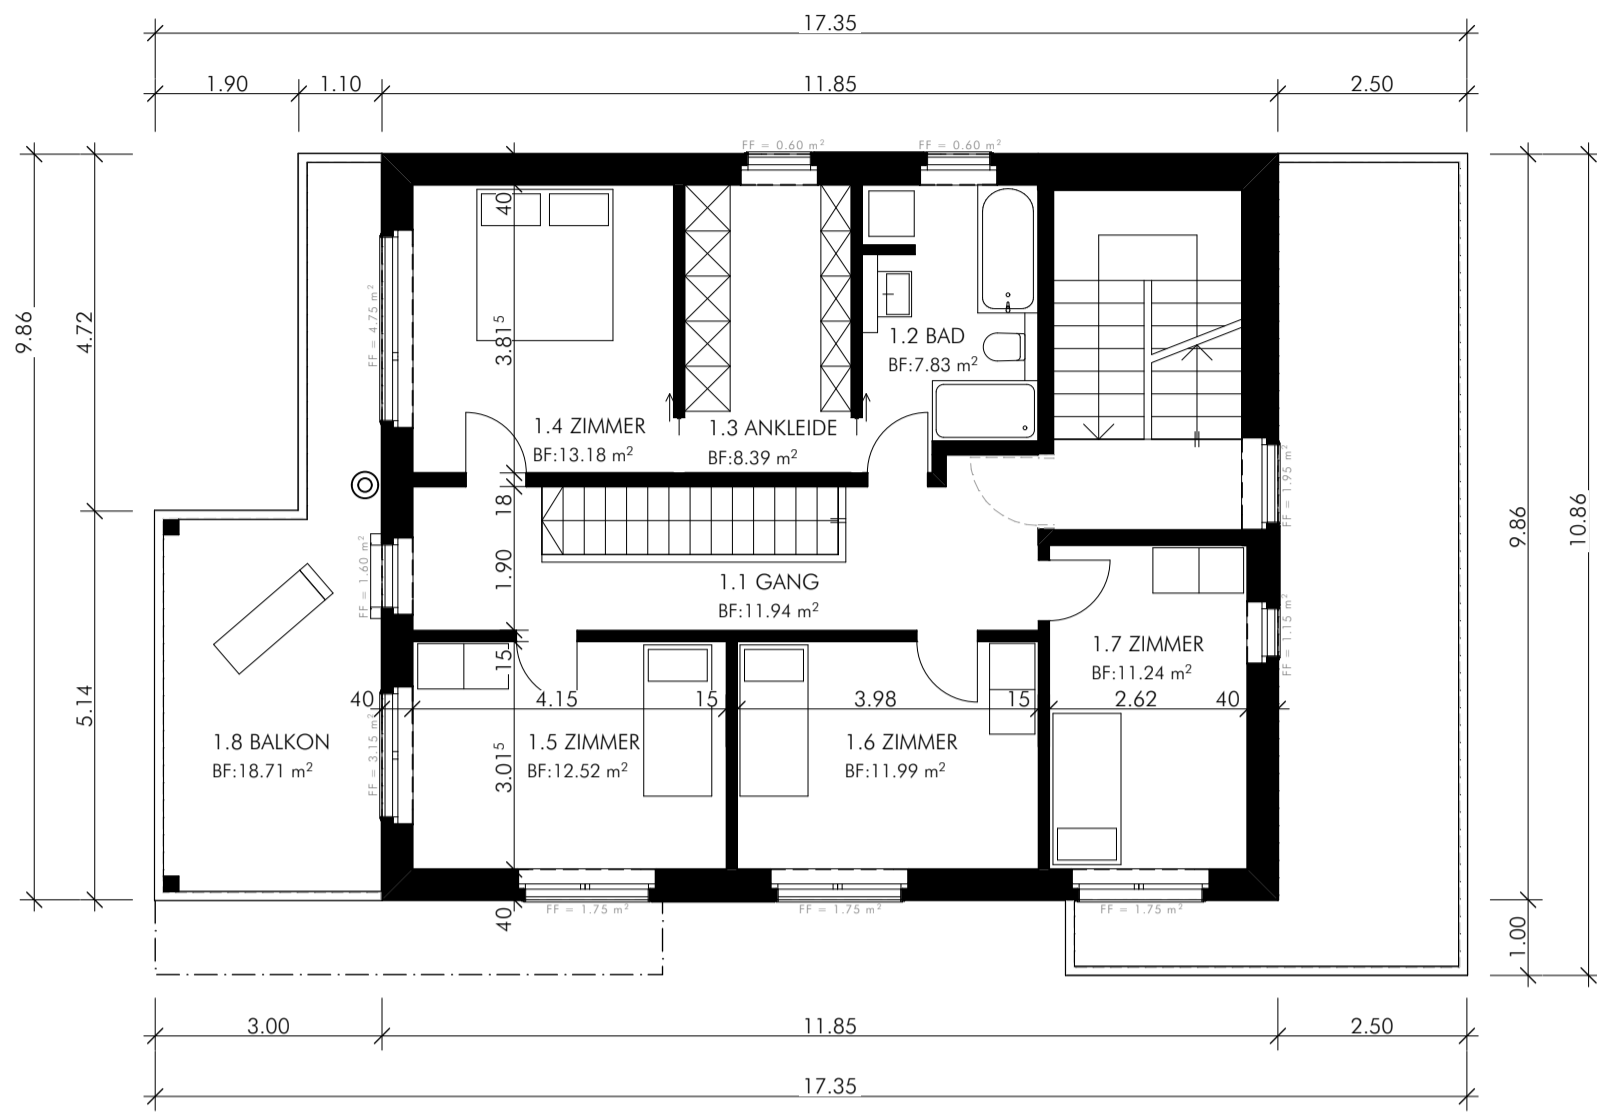 17.35
1.90
1.10
11.85
2.50
FF = 0.60 m²
FF = 0.60 m²
9.86
4.72
5.14
40
FF = 4.75 m²
3.81⁵
1.2 BAD
BF:7.83 m²
1.4 ZIMMER
BF:13.18 m²
1.3 ANKLEIDE
BF:8.39 m²
FF = 1.95 m²
18
1.90
FF = 1.60 m²
1.1 GANG
BF:11.94 m²
9.86
10.86
1.00
FF = 1.15 m²
1.7 ZIMMER
BF:11.24 m²
15
40
4.15
15
3.98
15
2.62
40
1.8 BALKON
BF:18.71 m²
FF = 3.15 m²
3.01⁵
1.5 ZIMMER
BF:12.52 m²
1.6 ZIMMER
BF:11.99 m²
40
FF = 1.75 m²
FF = 1.75 m²
FF = 1.75 m²
3.00
11.85
2.50
17.35